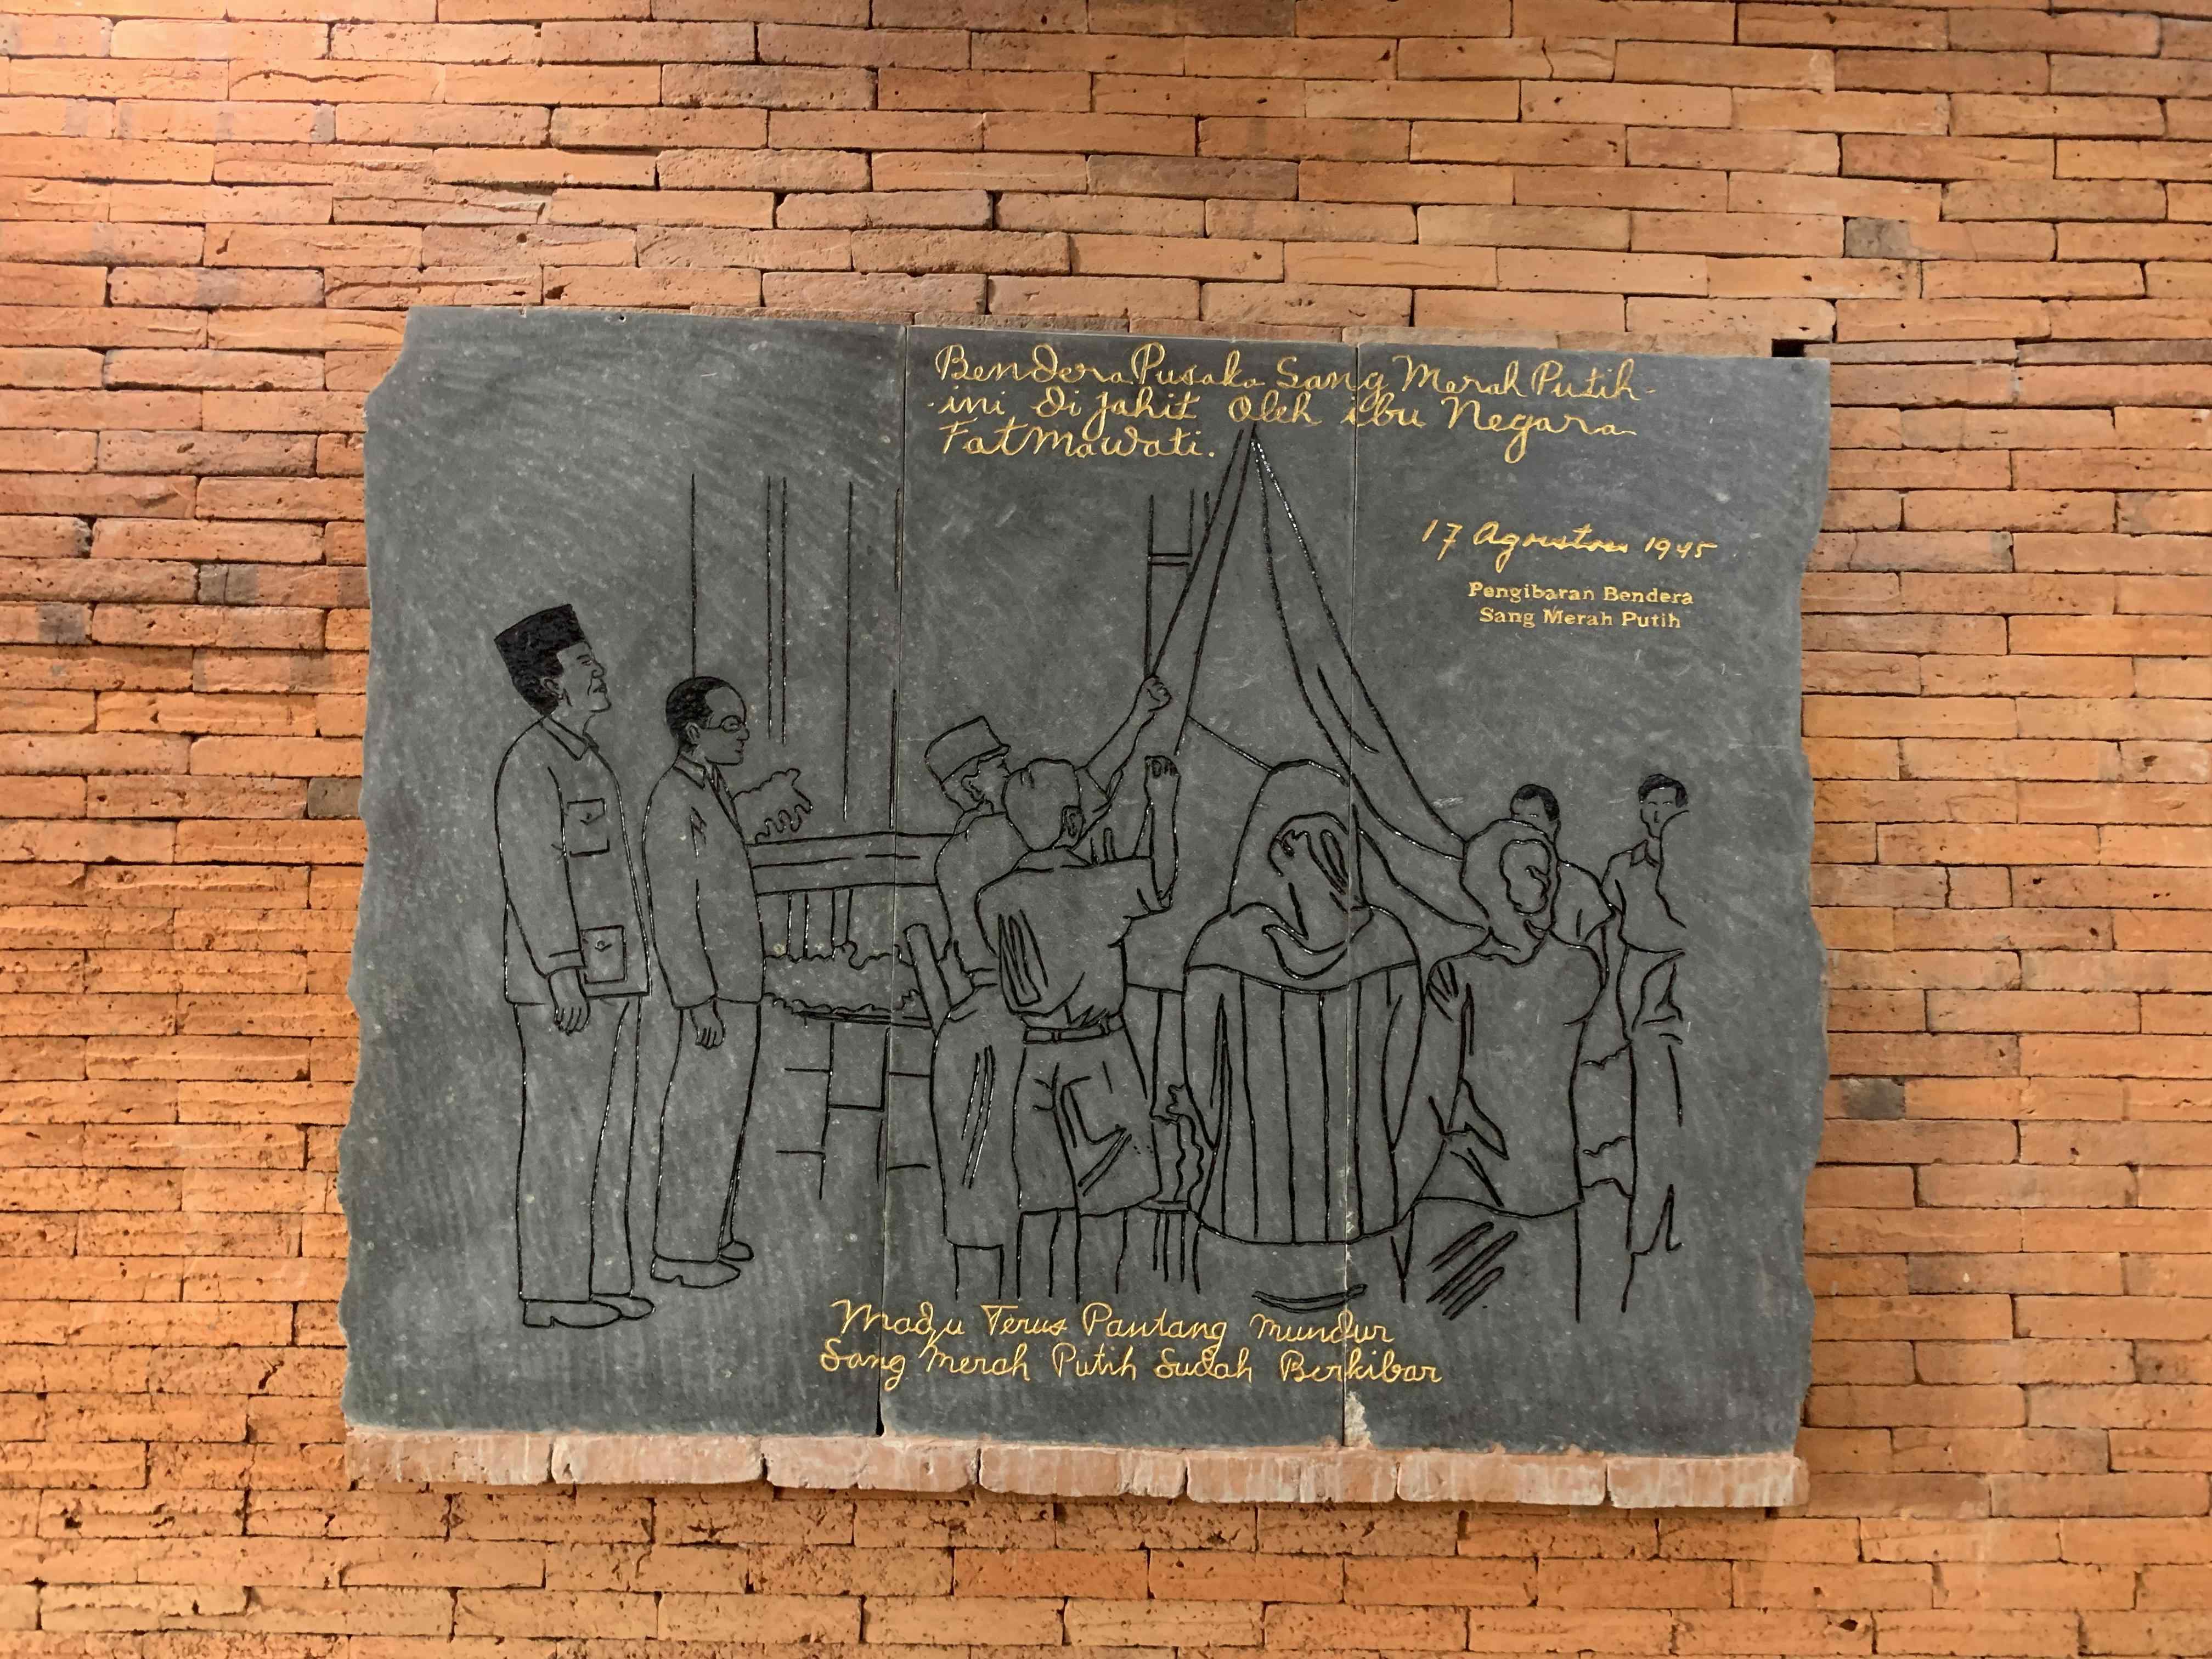 Bendera Pusaka Sang Merah Putih
ini di jahit oleh ibu Negara
Fatmawati.
17 Agustus 1945
Pengibaran Bendera
Sang Merah Putih
Madju Terus Pantang mundur
Sang merah Putih Sudah Berkibar